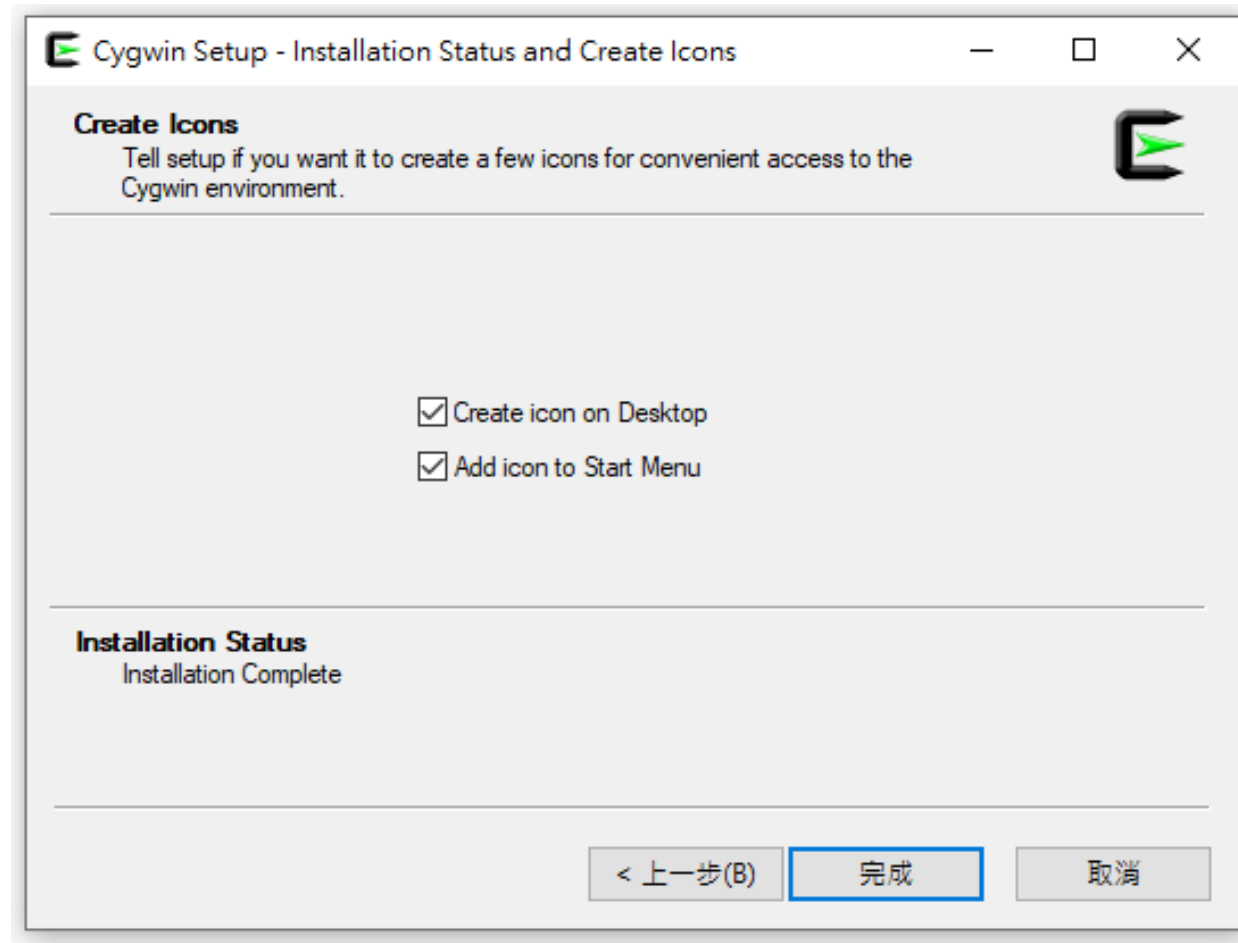 Cygwin Setup - Installation Status and Create Icons
Create Icons
Tell setup if you want it to create a few icons for convenient access to the
Cygwin environment.
Create icon on Desktop
Add icon to Start Menu
Installation Status
Installation Complete
< 上一步(B)
完成
取消